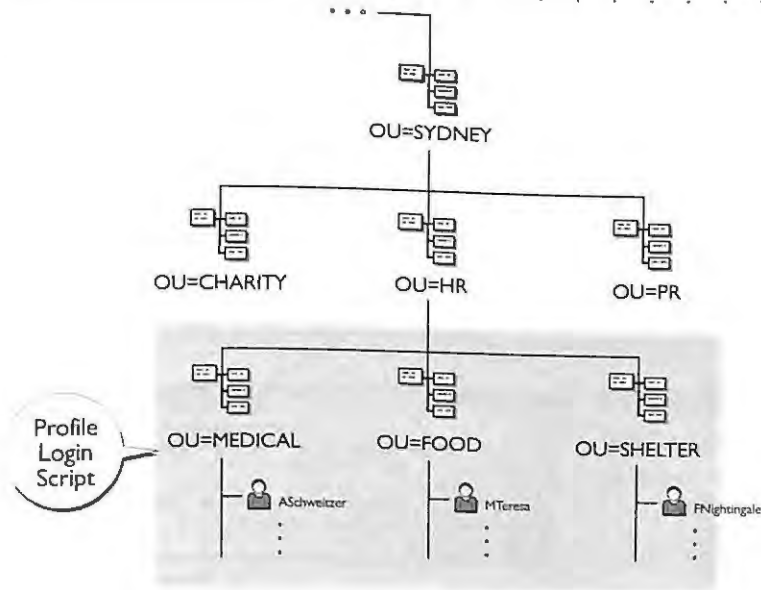 OU=SYDNEY
OU=CHARITY
OU=HR
OU=PR
Profile
Login
Script
OU=MEDICAL
OU=FOOD
OU=SHELTER
ASchweitzer
MTeresa
FNightingale